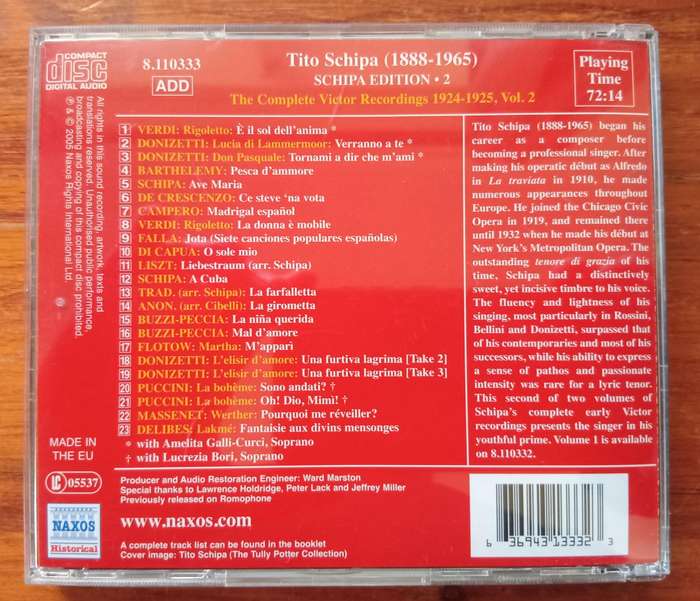 COMPACT
disc
DIGITAL AUDIO
8.110333
ADD
Tito Schipa (1888-1965)
SCHIPA EDITION • 2
The Complete Victor Recordings 1924-1925, Vol. 2
Playing
Time
72:14
All rights in this sound recording, artwork, texts and
translations reserved. Unauthorised public performance,
broadcasting and copying of this compact disc prohibited.
℗ & © 2005 Naxos Rights International Ltd.
1 VERDI: Rigoletto: È il sol dell'anima *
2 DONIZETTI: Lucia di Lammermoor: Verranno a te *
3 DONIZETTI: Don Pasquale: Tornami a dir che m'ami *
4 BARTHELEMY: Pesca d'ammore
5 SCHIPA: Ave Maria
6 DE CRESCENZO: Ce steve 'na vota
7 CAMPERO: Madrigal español
8 VERDI: Rigoletto: La donna è mobile
9 FALLA: Jota (Siete canciones populares españolas)
10 DI CAPUA: O sole mio
11 LISZT: Liebestraum (arr. Schipa)
12 SCHIPA: A Cuba
13 TRAD. (arr. Schipa): La farfalletta
14 ANON. (arr. Cibelli): La girometta
15 BUZZI-PECCIA: La niña querida
16 BUZZI-PECCIA: Mal d'amore
17 FLOTOW: Martha: M'apparì
18 DONIZETTI: L'elisir d'amore: Una furtiva lagrima [Take 2]
19 DONIZETTI: L'elisir d'amore: Una furtiva lagrima [Take 3]
20 PUCCINI: La bohème: Sono andati? †
21 PUCCINI: La bohème: Oh! Dio, Mimì! †
22 MASSENET: Werther: Pourquoi me réveiller?
23 DELIBES: Lakmé: Fantaisie aux divins mensonges
* with Amelita Galli-Curci, Soprano
† with Lucrezia Bori, Soprano
Tito Schipa (1888-1965) began his
career as a composer before
becoming a professional singer. After
making his operatic début as Alfredo
in La traviata in 1910, he made
numerous appearances throughout
Europe. He joined the Chicago Civic
Opera in 1919, and remained there
until 1932 when he made his début at
New York's Metropolitan Opera. The
outstanding tenore di grazia of his
time, Schipa had a distinctively
sweet, yet incisive timbre to his voice.
The fluency and lightness of his
singing, most particularly in Rossini,
Bellini and Donizetti, surpassed that
of his contemporaries and most of his
successors, while his ability to express
a sense of pathos and passionate
intensity was rare for a lyric tenor.
This second of two volumes of
Schipa's complete early Victor
recordings presents the singer in his
youthful prime. Volume 1 is available
on 8.110332.
MADE IN
THE EU
LC 05537
NAXOS
Historical
Producer and Audio Restoration Engineer: Ward Marston
Special thanks to Lawrence Holdridge, Peter Lack and Jeffrey Miller
Previously released on Romophone
www.naxos.com
A complete track list can be found in the booklet
Cover image: Tito Schipa (The Tully Potter Collection)
6 36943 13332 3